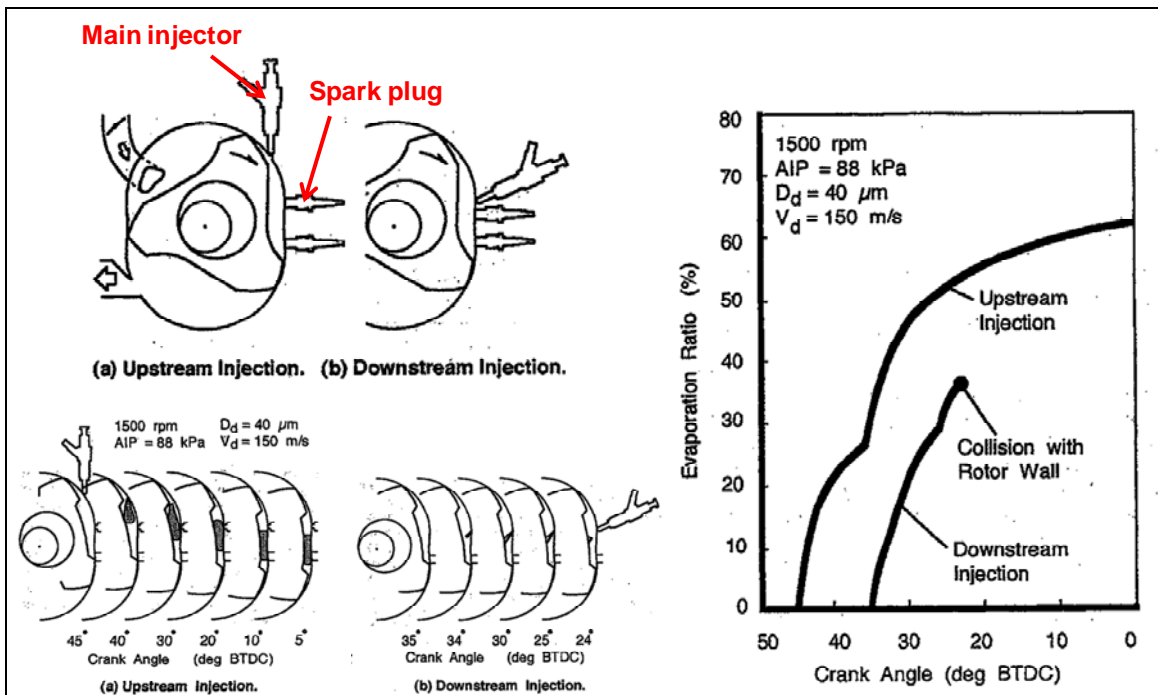 Main injector
Spark plug
(a) Upstream Injection. (b) Downstream Injection.
1500 rpm D_d = 40 µm
AIP = 88 kPa V_d = 150 m/s
45° 40° 30° 20° 10° 5°
Crank Angle (deg BTDC)
(a) Upstream Injection.
35° 34° 30° 25° 24°
Crank Angle (deg BTDC)
(b) Downstream Injection.
80
70
60
50
40
30
20
10
0
Evaporation Ratio (%)
1500 rpm
AIP = 88 kPa
D_d = 40 µm
V_d = 150 m/s
Upstream
Injection
Collision with
Rotor Wall
Downstream
Injection
50 40 30 20 10 0
Crank Angle (deg BTDC)